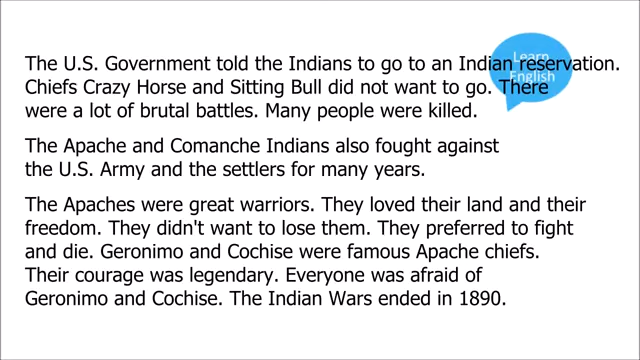 The U.S. Government told the Indians to go to an Indian reservation.
Chiefs Crazy Horse and Sitting Bull did not want to go. There
were a lot of brutal battles. Many people were killed.
The Apache and Comanche Indians also fought against
the U.S. Army and the settlers for many years.
The Apaches were great warriors. They loved their land and their
freedom. They didn't want to lose them. They preferred to fight
and die. Geronimo and Cochise were famous Apache chiefs.
Their courage was legendary. Everyone was afraid of
Geronimo and Cochise. The Indian Wars ended in 1890.
Learn
English